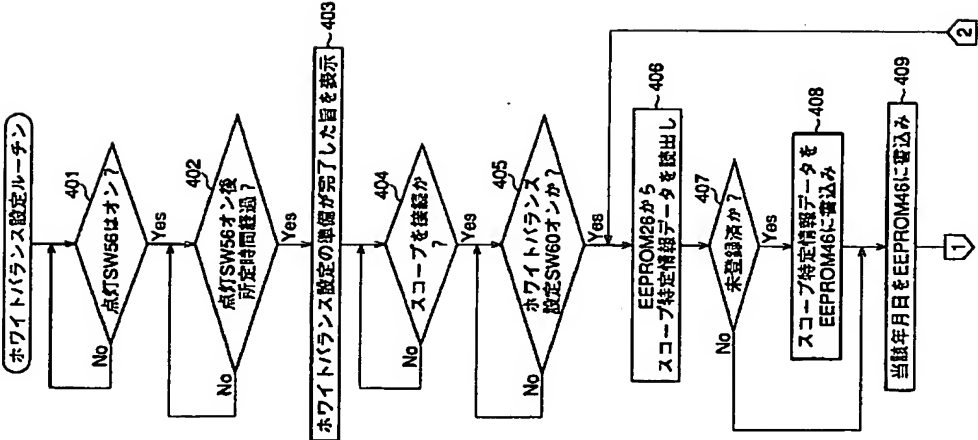 ホワイトバランス設定ルーチン
401
点灯SW56はオン?
No
Yes
402
点灯SW56オン後
所定時間経過?
No
Yes
403
ホワイトバランス設定の準備が完了した旨を表示
404
スコープを接続か
?
No
Yes
405
ホワイトバランス
設定SW60オンか?
No
Yes
2
406
EEPROM26から
スコープ特定情報データを読出し
407
未登録済か?
No
Yes
408
スコープ特定情報データを
EEPROM46に書込み
409
当該年月日をEEPROM46に書込み
1